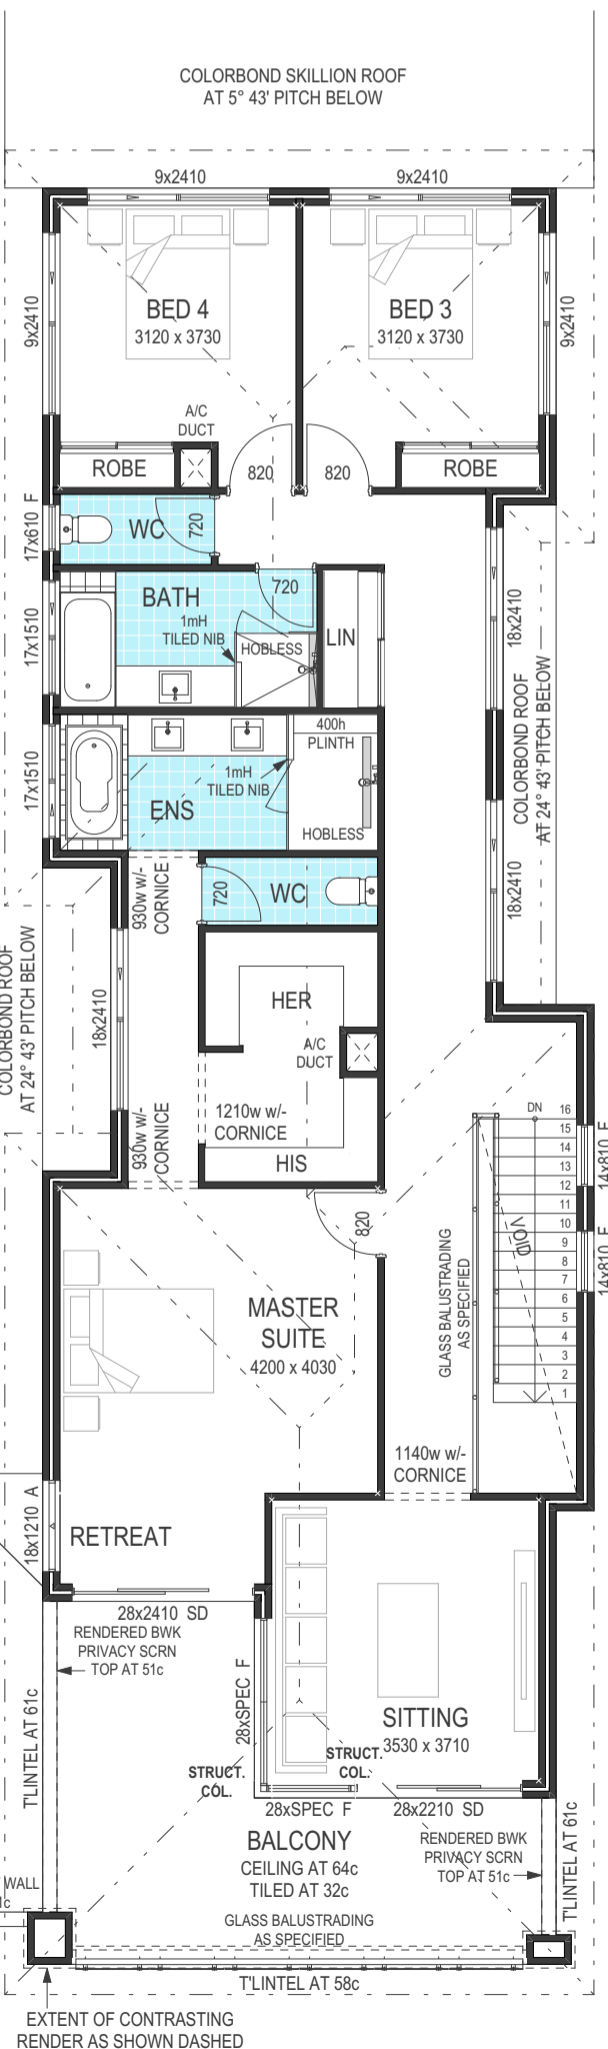 COLORBOND SKILLION ROOF
AT 5° 43' PITCH BELOW
9x2410
9x2410
9x2410
BED 4
3120 x 3730
BED 3
3120 x 3730
9x2410
A/C
DUCT
ROBE
820
820
ROBE
17x610 F
WC
720
720
BATH
1mH
TILED NIB
HOBLESS
LIN
17x1510
18x2410
COLORBOND ROOF
AT 24° 43' PITCH BELOW
17x1510
400h
PLINTH
1mH
TILED NIB
ENS
HOBLESS
930w w/-
CORNICE
720
WC
18x2410
COLORBOND ROOF
AT 24° 43' PITCH BELOW
18x2410
HER
A/C
DUCT
1210w w/-
CORNICE
HIS
930w w/-
CORNICE
DN
16
15
14
13
12
11
10
9
8
7
6
5
4
3
2
1
VOID
14x810 F
14x810 F
820
GLASS BALUSTRADING
AS SPECIFIED
MASTER
SUITE
4200 x 4030
1140w w/-
CORNICE
18x1210 A
RETREAT
28x2410 SD
RENDERED BWK
PRIVACY SCRN
TOP AT 51c
28xSPEC F
T'LINTEL AT 61c
SITTING
3530 x 3710
STRUCT.
COL.
STRUCT.
COL.
28xSPEC F
28x2210 SD
BALCONY
CEILING AT 64c
TILED AT 32c
RENDERED BWK
PRIVACY SCRN
TOP AT 51c
T'LINTEL AT 61c
WALL
GLASS BALUSTRADING
AS SPECIFIED
T'LINTEL AT 58c
EXTENT OF CONTRASTING
RENDER AS SHOWN DASHED